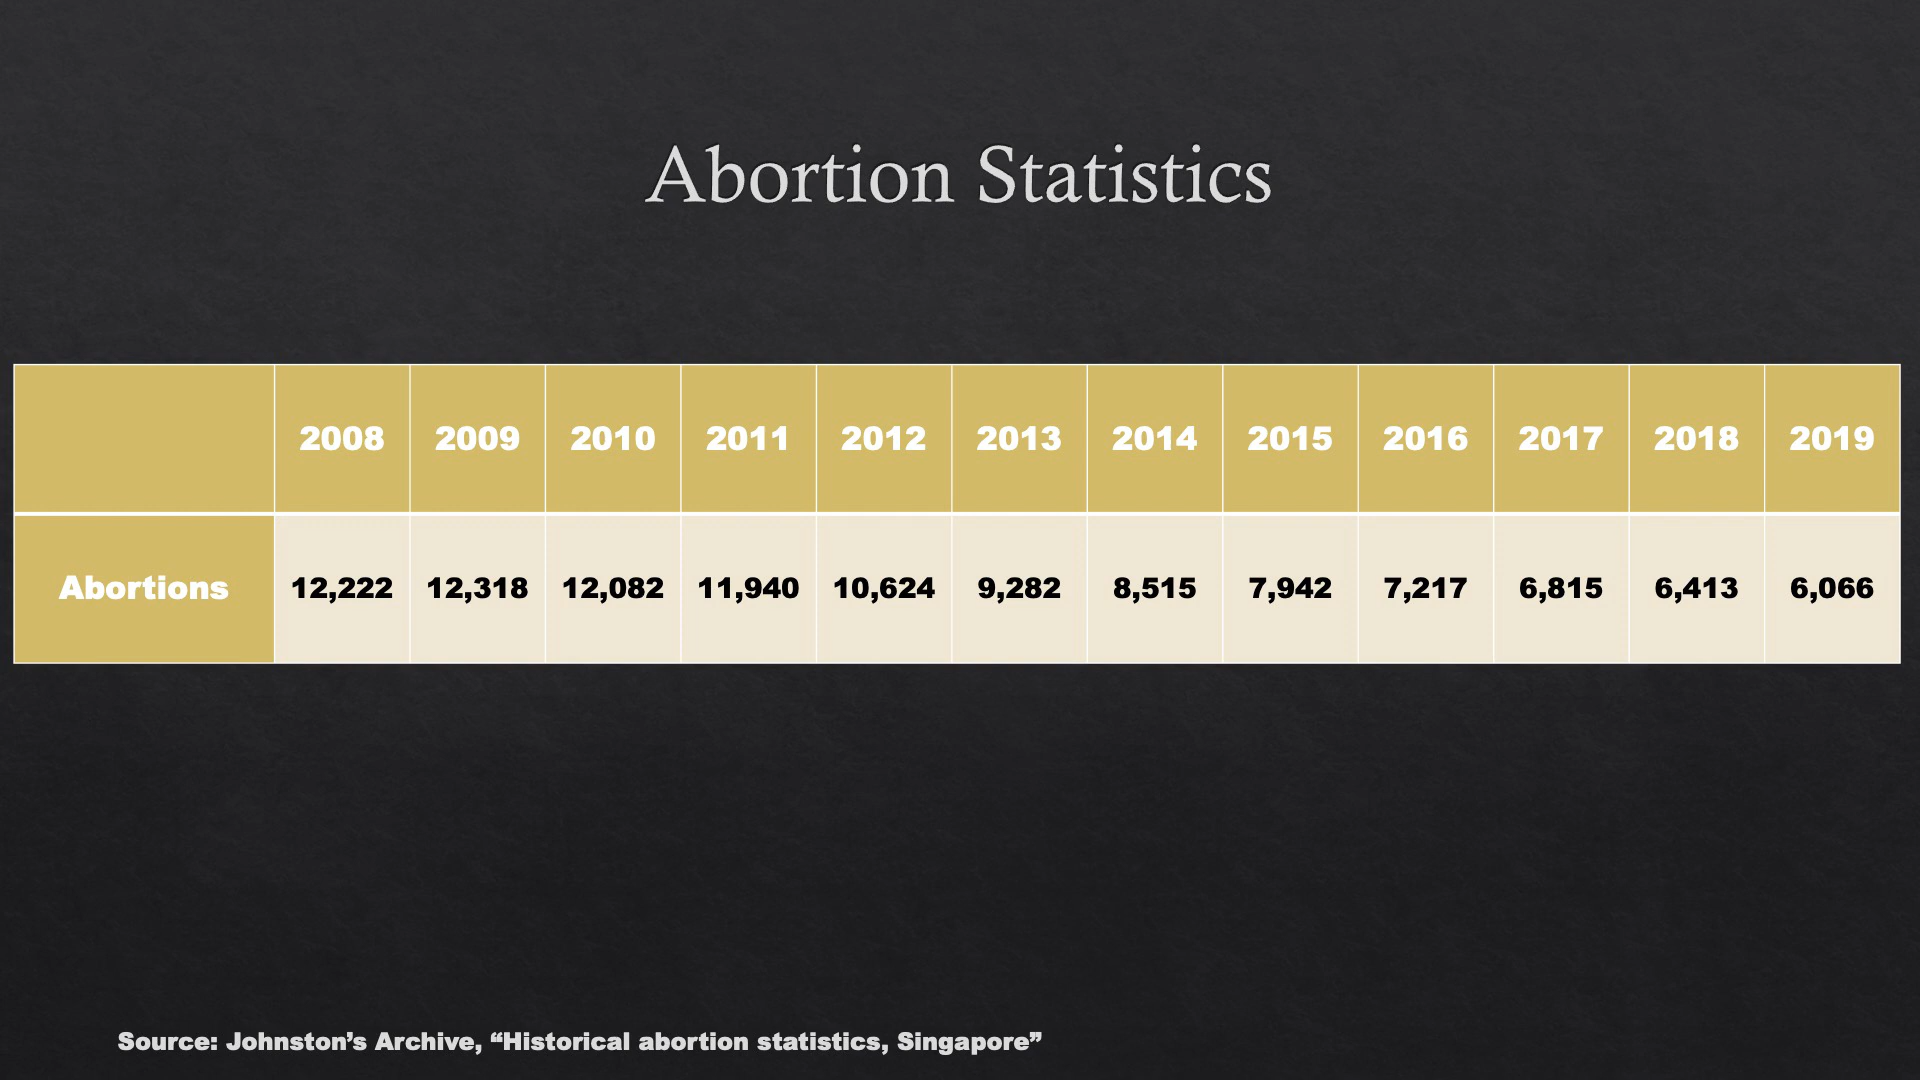 Abortion Statistics
2008 2009 2010 2011 2012 2013 2014 2015 2016 2017 2018 2019
Abortions 12,222 12,318 12,082 11,940 10,624 9,282 8,515 7,942 7,217 6,815 6,413 6,066
Source: Johnston’s Archive, “Historical abortion statistics, Singapore”